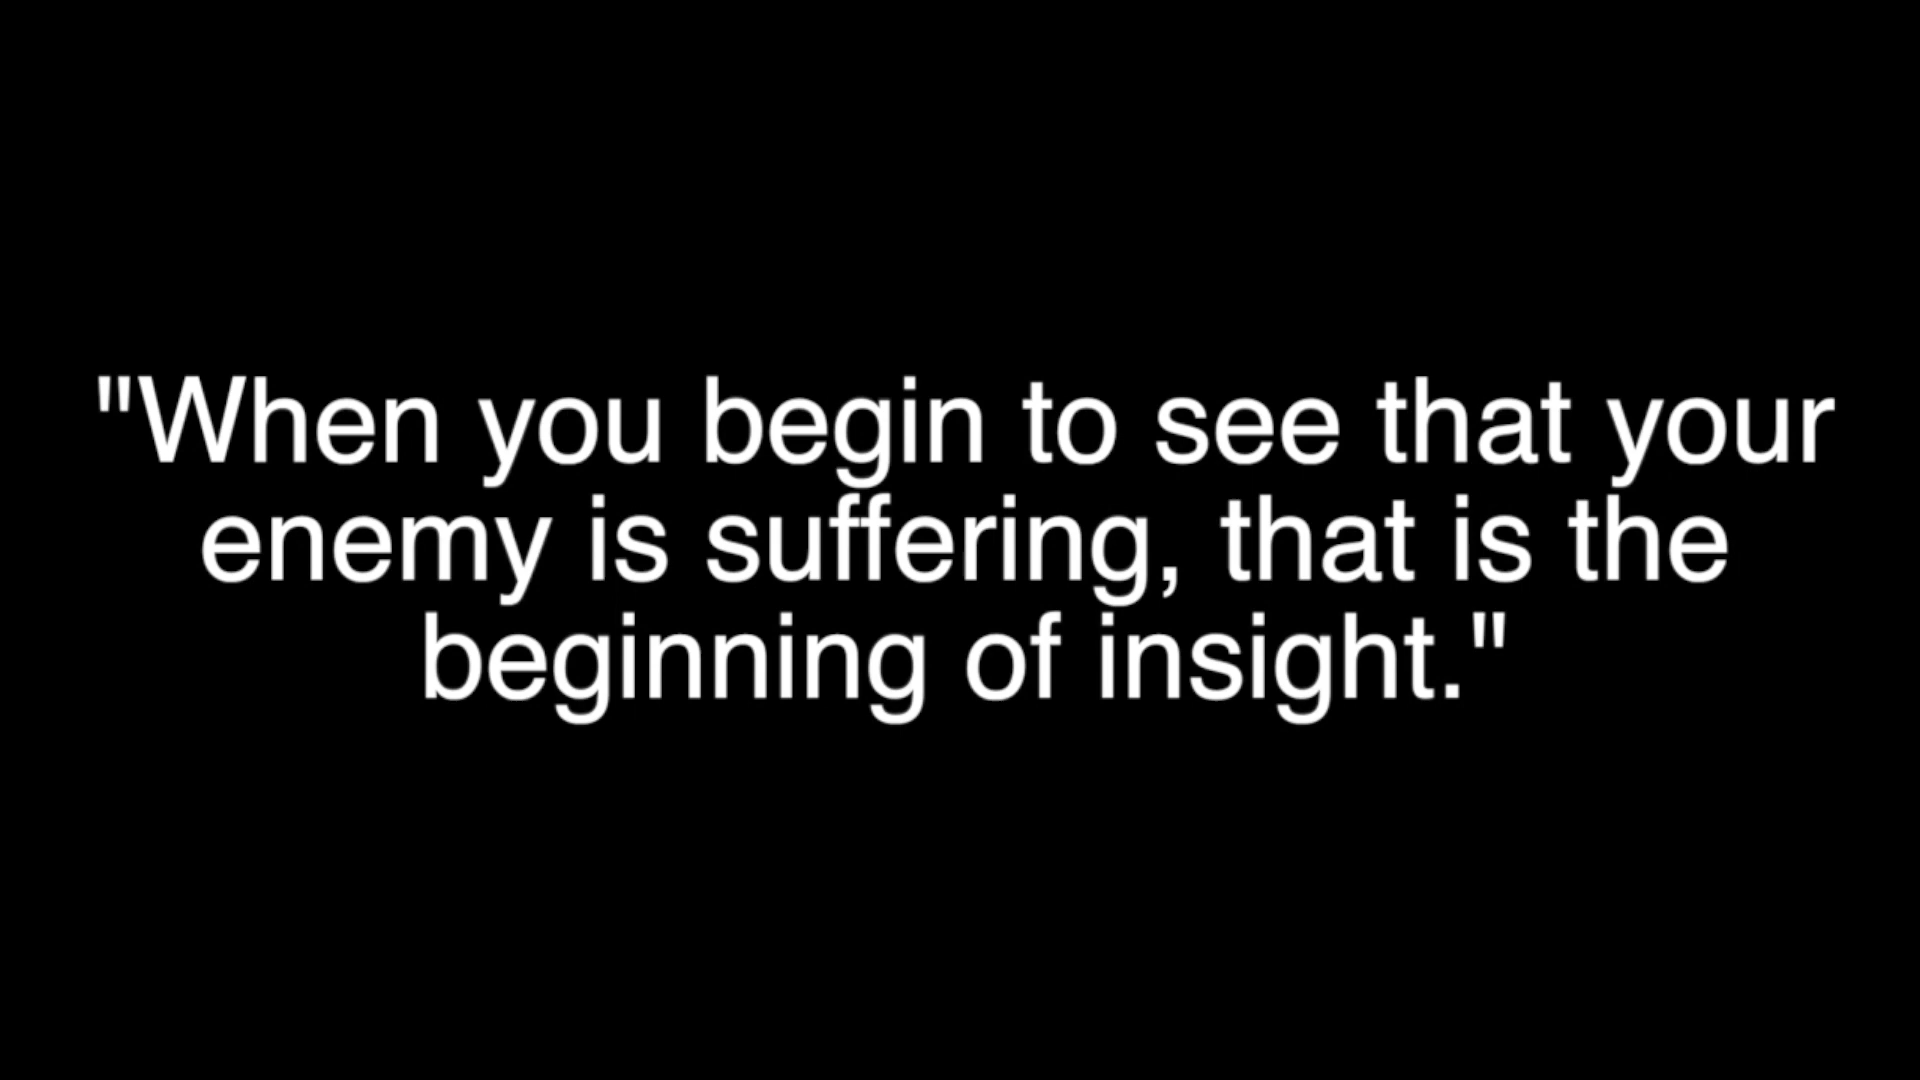 "When you begin to see that your
enemy is suffering, that is the
beginning of insight."